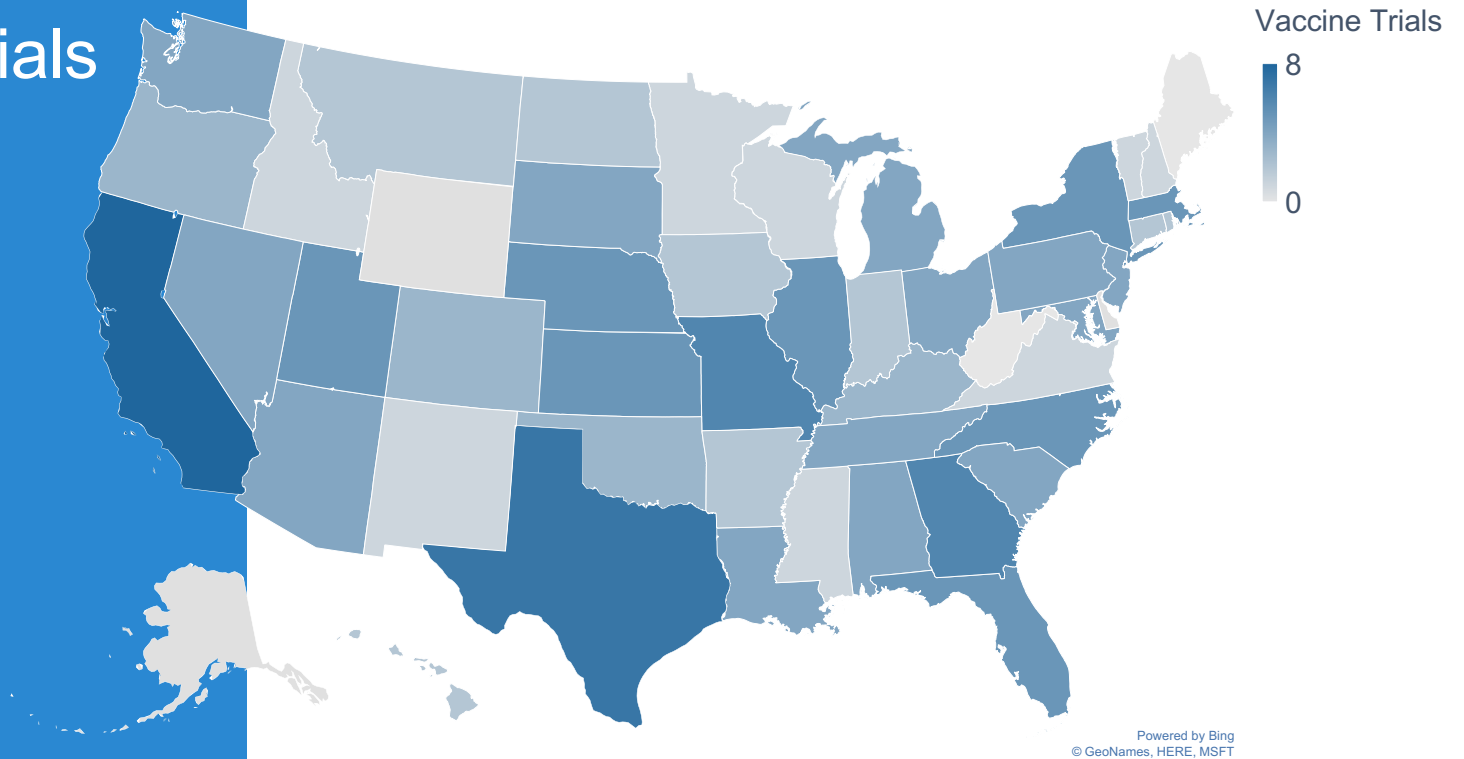 ials
Vaccine Trials
8
0
Powered by Bing
© GeoNames, HERE, MSFT